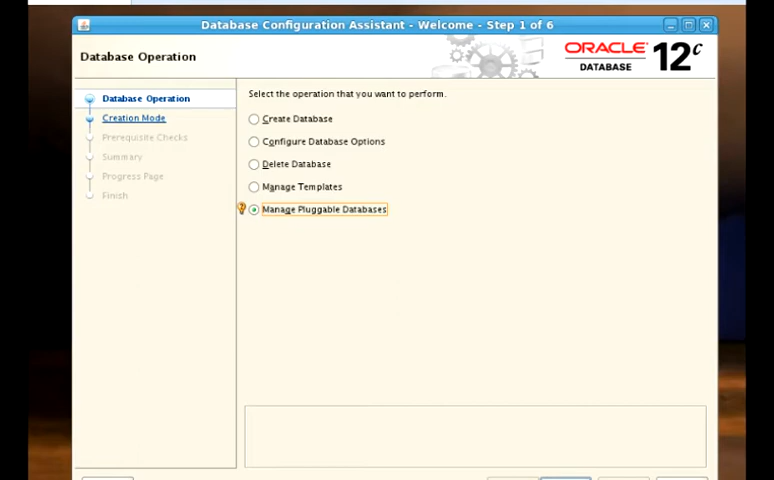 Database Configuration Assistant - Welcome - Step 1 of 6
Database Operation
ORACLE
DATABASE
12c
Database Operation
Creation Mode
Prerequisite Checks
Summary
Progress Page
Finish
Select the operation that you want to perform.
Create Database
Configure Database Options
Delete Database
Manage Templates
Manage Pluggable Databases